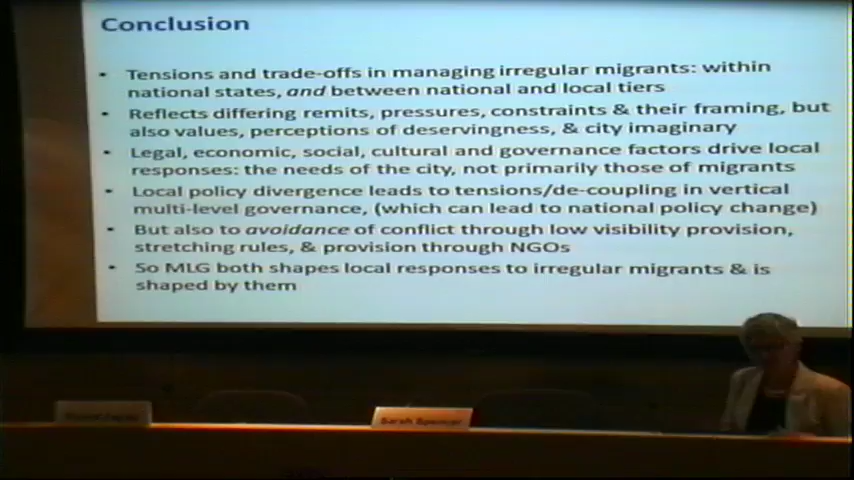 Conclusion
• Tensions and trade-offs in managing irregular migrants: within
national states, and between national and local tiers
• Reflects differing remits, pressures, constraints & their framing, but
also values, perceptions of deservingness, & city imaginary
• Legal, economic, social, cultural and governance factors drive local
responses: the needs of the city, not primarily those of migrants
• Local policy divergence leads to tensions/de-coupling in vertical
multi-level governance, (which can lead to national policy change)
• But also to avoidance of conflict through low visibility provision,
stretching rules, & provision through NGOs
• So MLG both shapes local responses to irregular migrants & is
shaped by them
Sarah Spencer